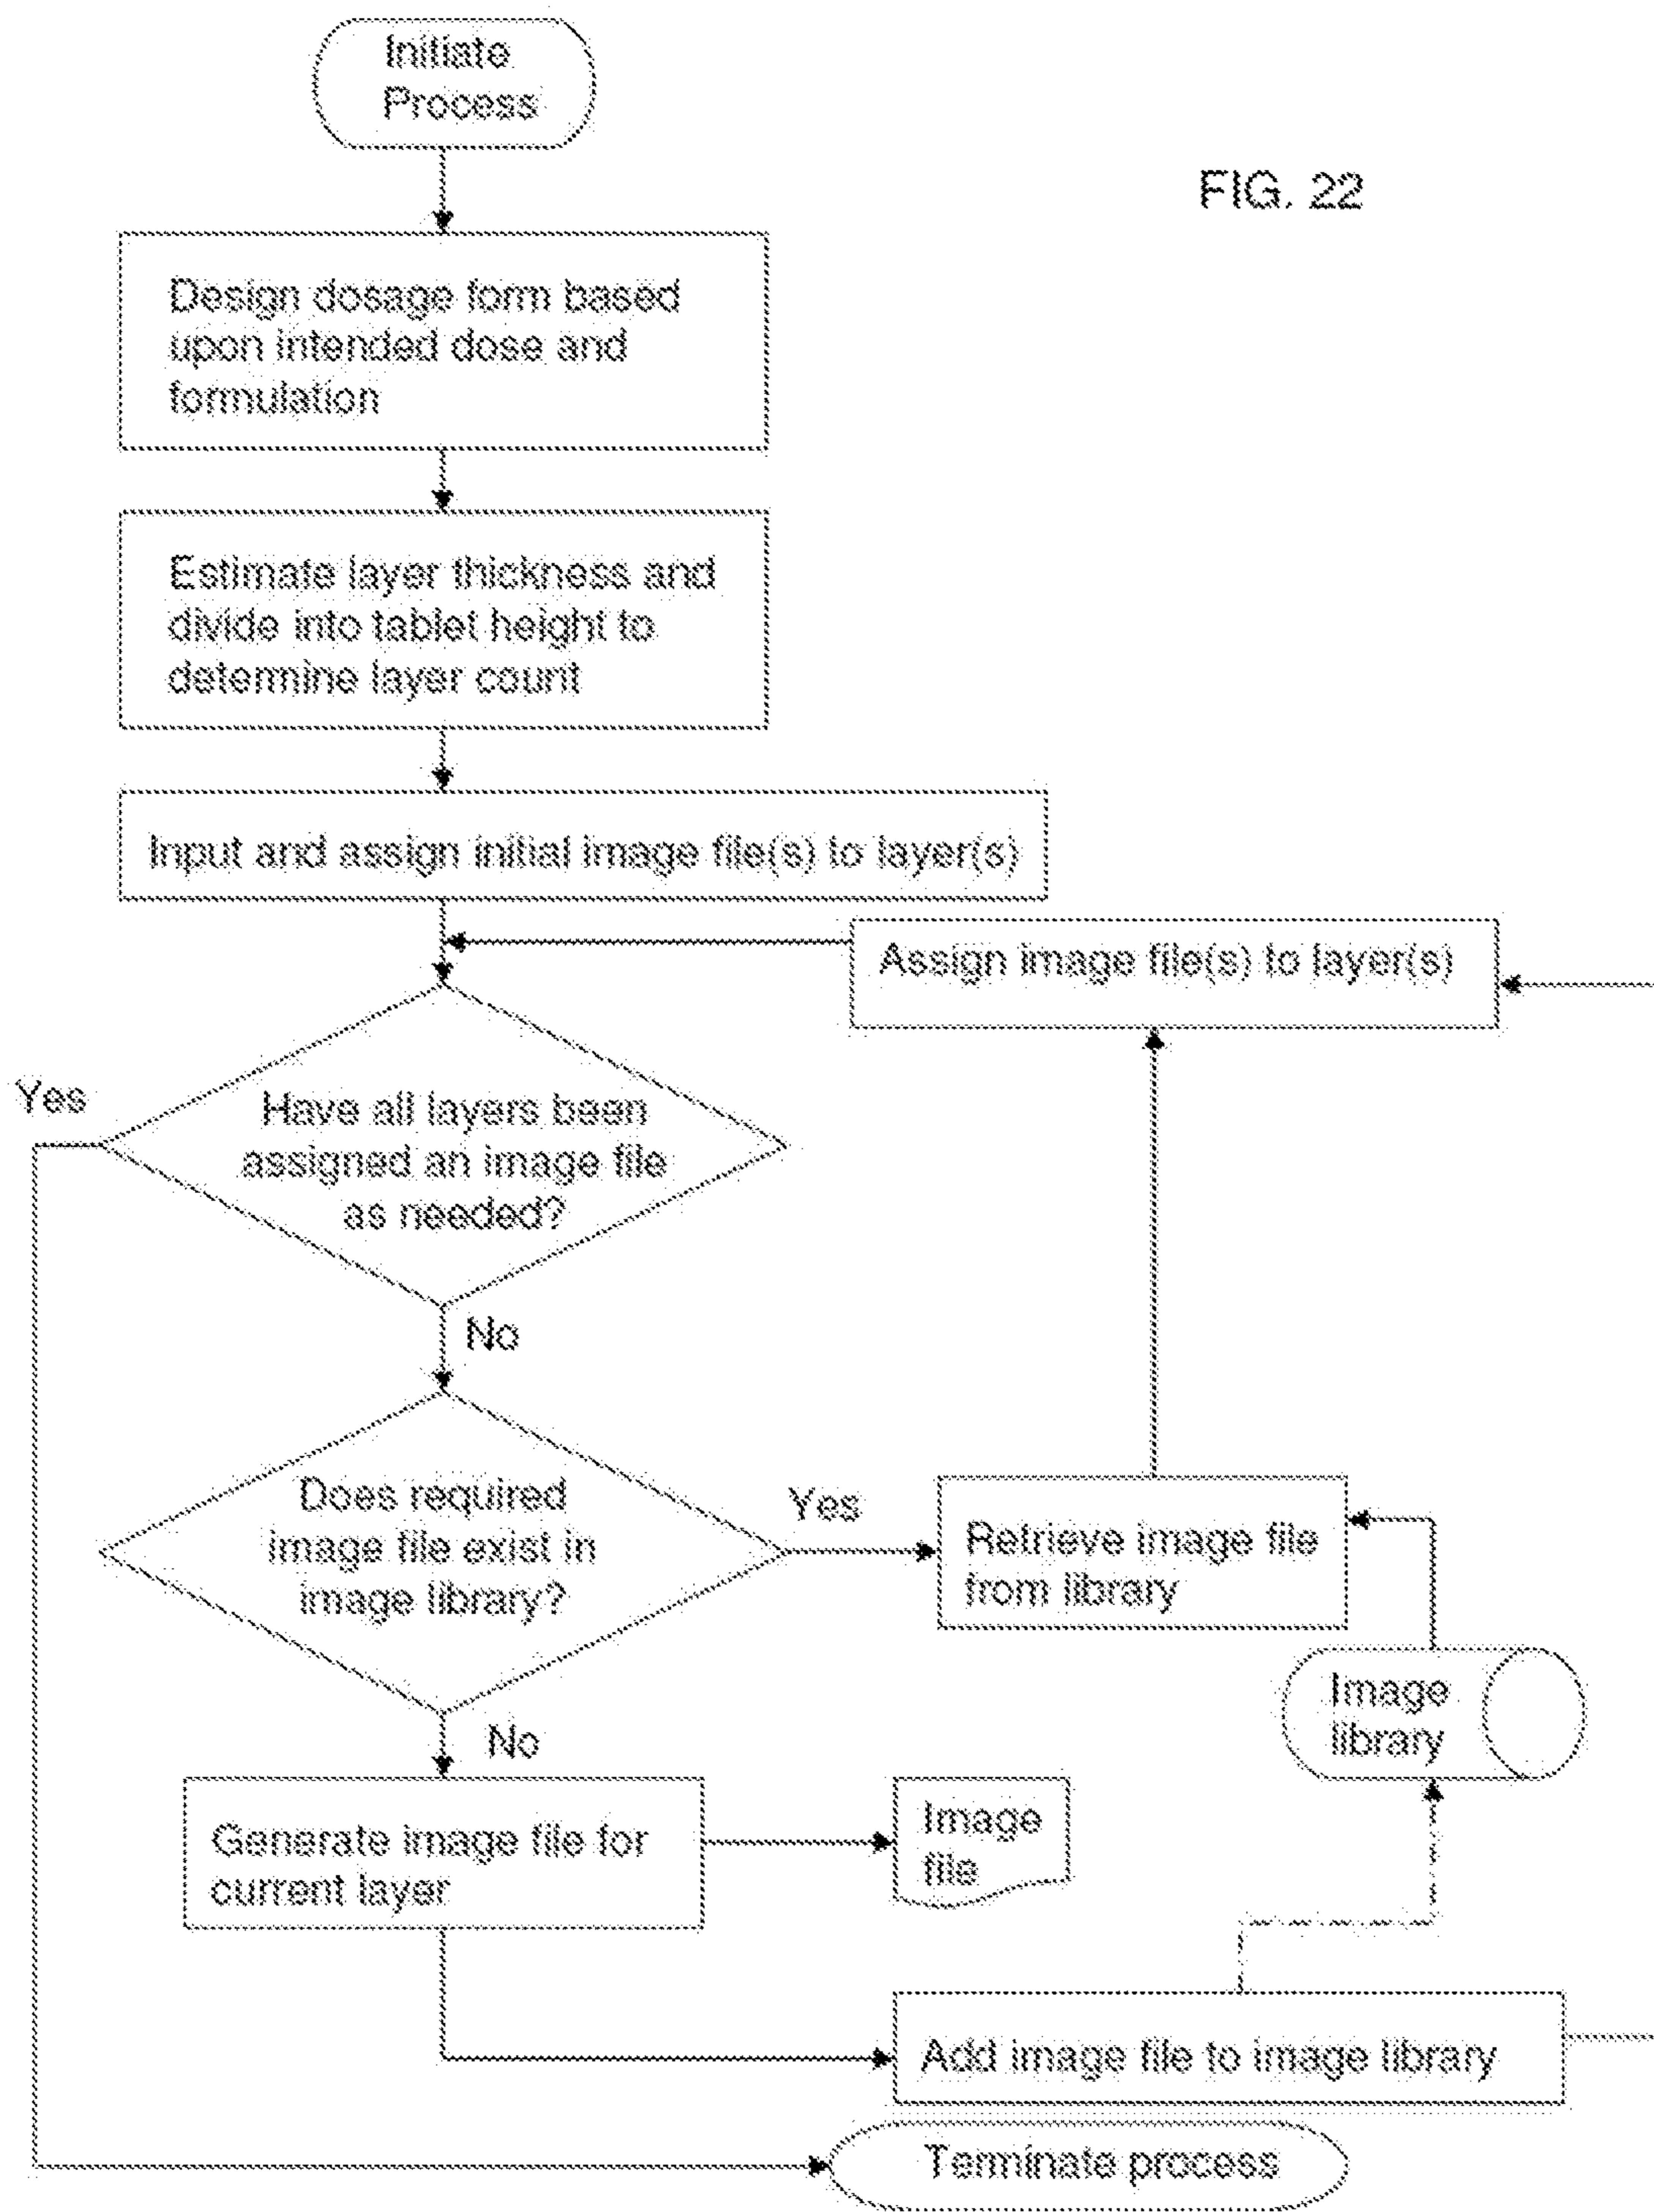 Initiate
Process
FIG. 22
Design dosage form based
upon intended dose and
formulation
Estimate layer thickness and
divide into tablet height to
determine layer count
Input and assign initial image file(s) to layer(s)
Assign image file(s) to layer(s)
Yes
Have all layers been
assigned an image file
as needed?
No
Does required
image file exist in
image library?
Yes
Retrieve image file
from library
Image
library
No
Generate image file for
current layer
Image
file
Add image file to image library
Terminate process